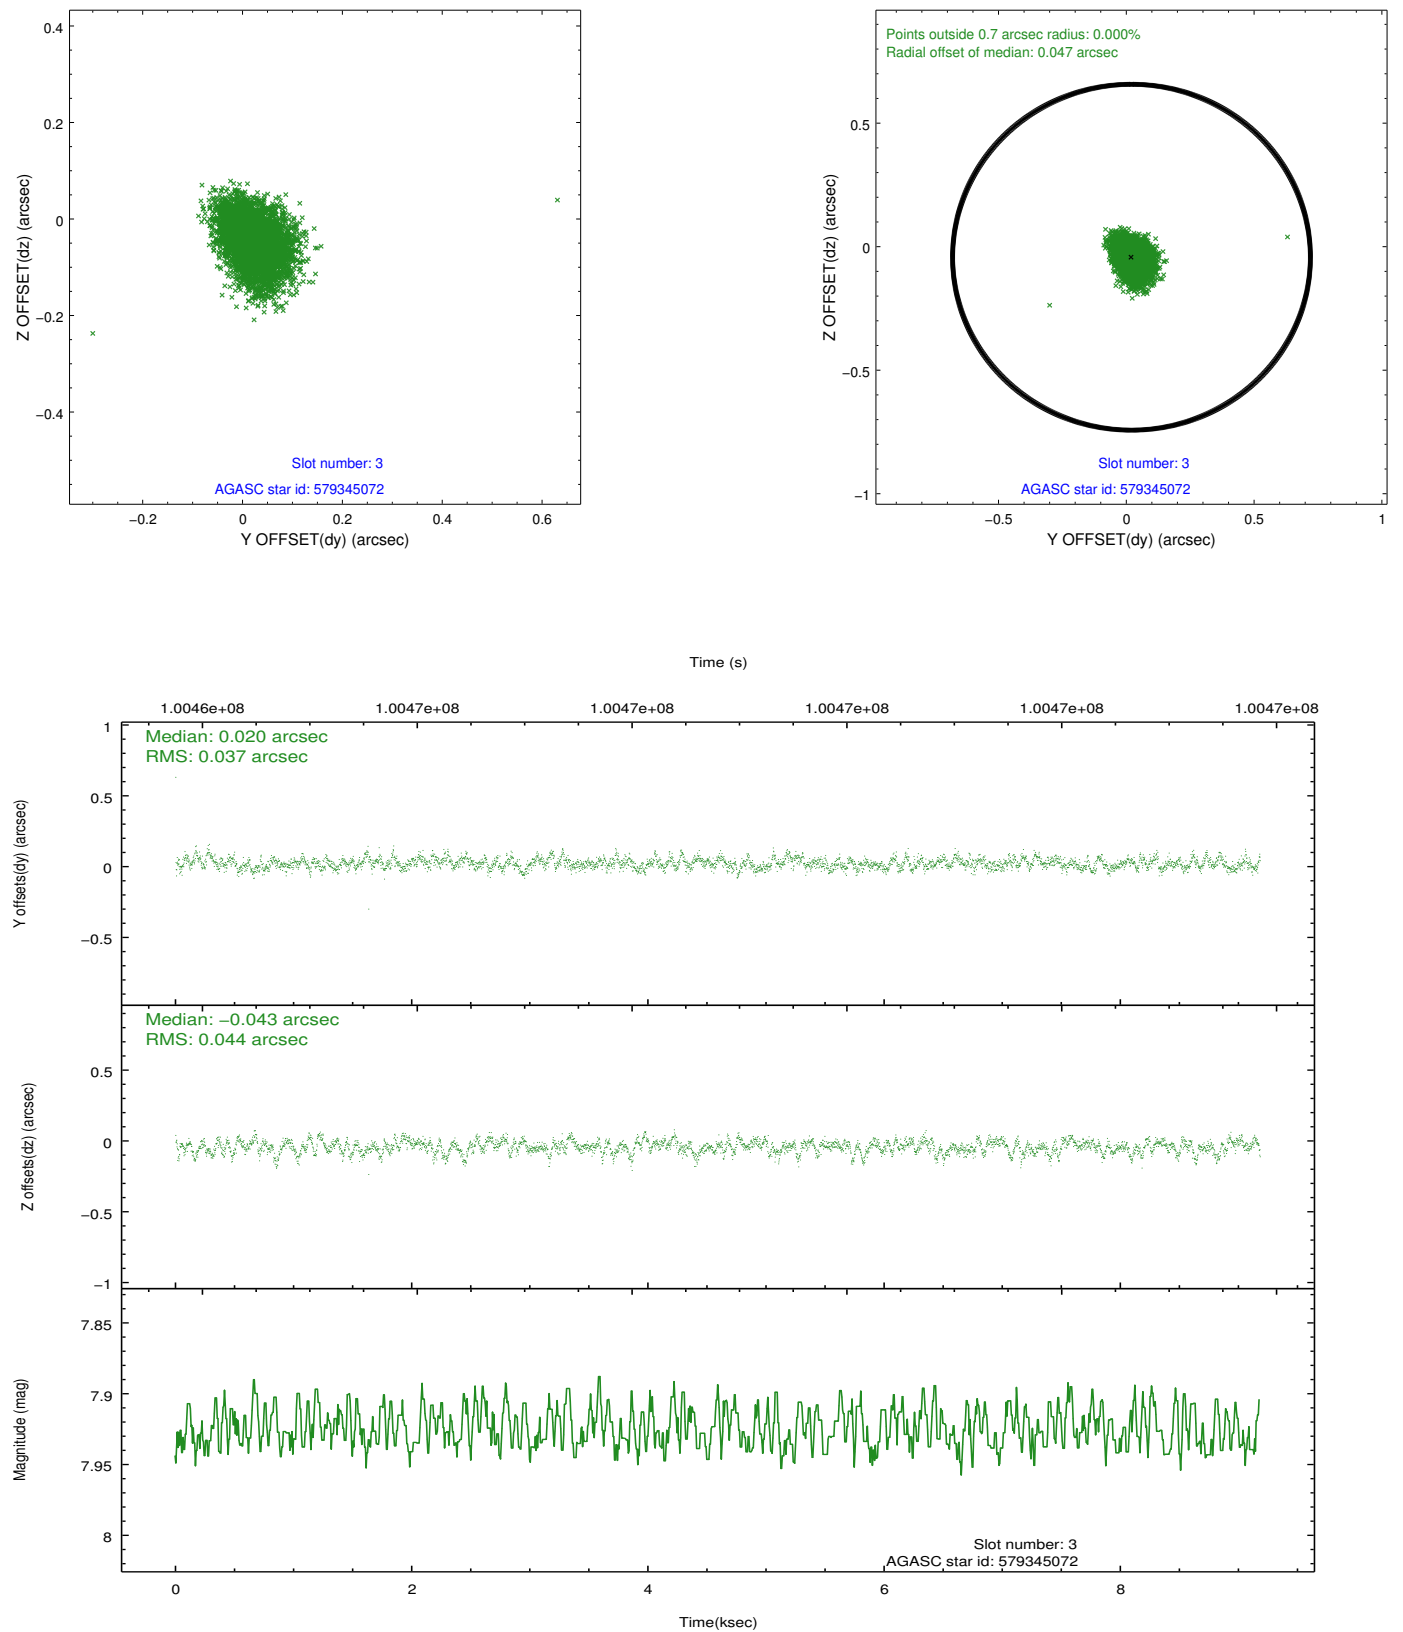 0.4
0.2
0
−0.2
−0.4
Z OFFSET(dz) (arcsec)
Slot number: 3
AGASC star id: 579345072
−0.2 0 0.2 0.4 0.6
Y OFFSET(dy) (arcsec)
Points outside 0.7 arcsec radius: 0.000%
Radial offset of median: 0.047 arcsec
0.5
0
−0.5
−1
Z OFFSET(dz) (arcsec)
Slot number: 3
AGASC star id: 579345072
−0.5 0 0.5 1
Y OFFSET(dy) (arcsec)
Time (s)
1.0046e+08 1.0047e+08 1.0047e+08 1.0047e+08 1.0047e+08 1.0047e+08
Median: 0.020 arcsec
RMS: 0.037 arcsec
1
0.5
0
−0.5
Y offsets(dy) (arcsec)
Median: −0.043 arcsec
RMS: 0.044 arcsec
0.5
0
−0.5
−1
Z offsets(dz) (arcsec)
7.85
7.9
7.95
8
Magnitude (mag)
Slot number: 3
AGASC star id: 579345072
0 2 4 6 8
Time(ksec)